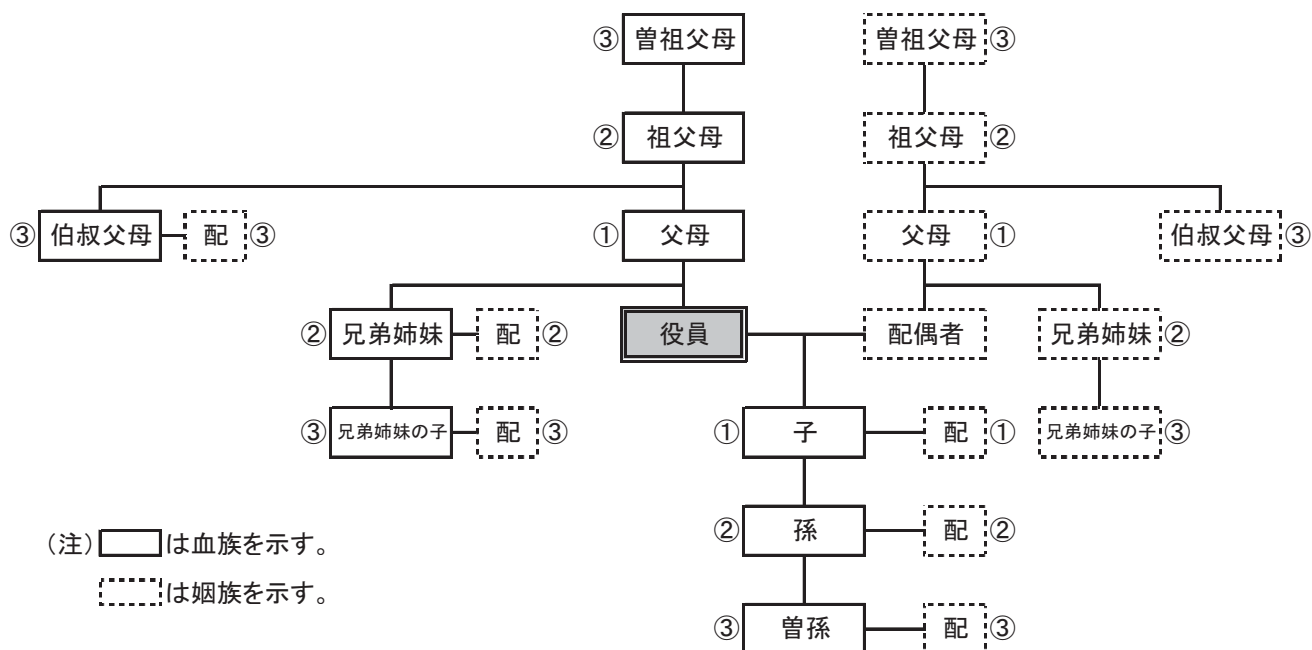 ③曽祖父母 曽祖父母③
②祖父母 祖父母②
③伯叔父母 配③ ①父母 父母① 伯叔父母③
②兄弟姉妹 配② 役員 配偶者 兄弟姉妹②
③兄弟姉妹の子 配③ ①子 配① 兄弟姉妹の子③
②孫 配②
（注） は血族を示す。
は姻族を示す。
③曽孫 配③